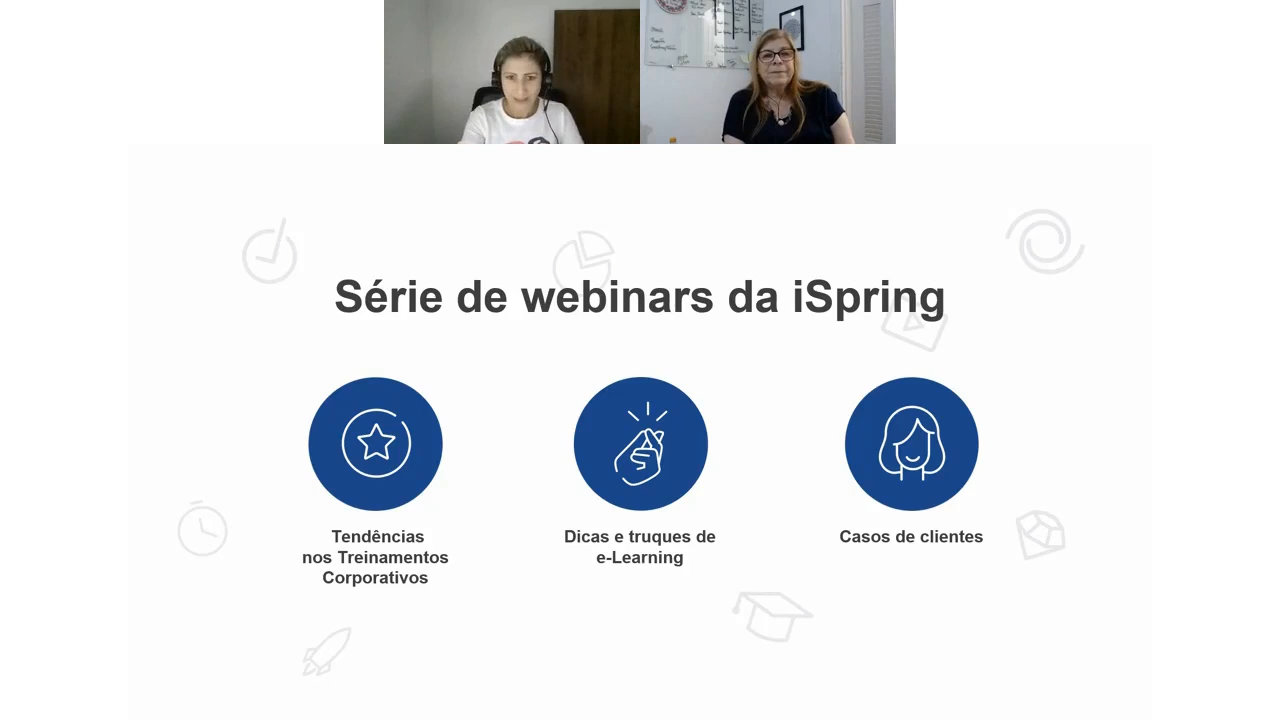 Série de webinars da iSpring
Tendências
nos Treinamentos
Corporativos
Dicas e truques de
e-Learning
Casos de clientes